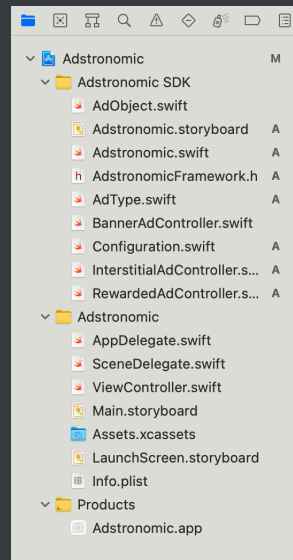 Adstronomic M
Adstronomic SDK
AdObject.swift
Adstronomic.storyboard A
Adstronomic.swift A
h AdstronomicFramework.h A
AdType.swift A
BannerAdController.swift
Configuration.swift A
InterstitialAdController.s... A
RewardedAdController.s... A
Adstronomic
AppDelegate.swift
SceneDelegate.swift
ViewController.swift
Main.storyboard
Assets.xcassets
LaunchScreen.storyboard
Info.plist
Products
Adstronomic.app